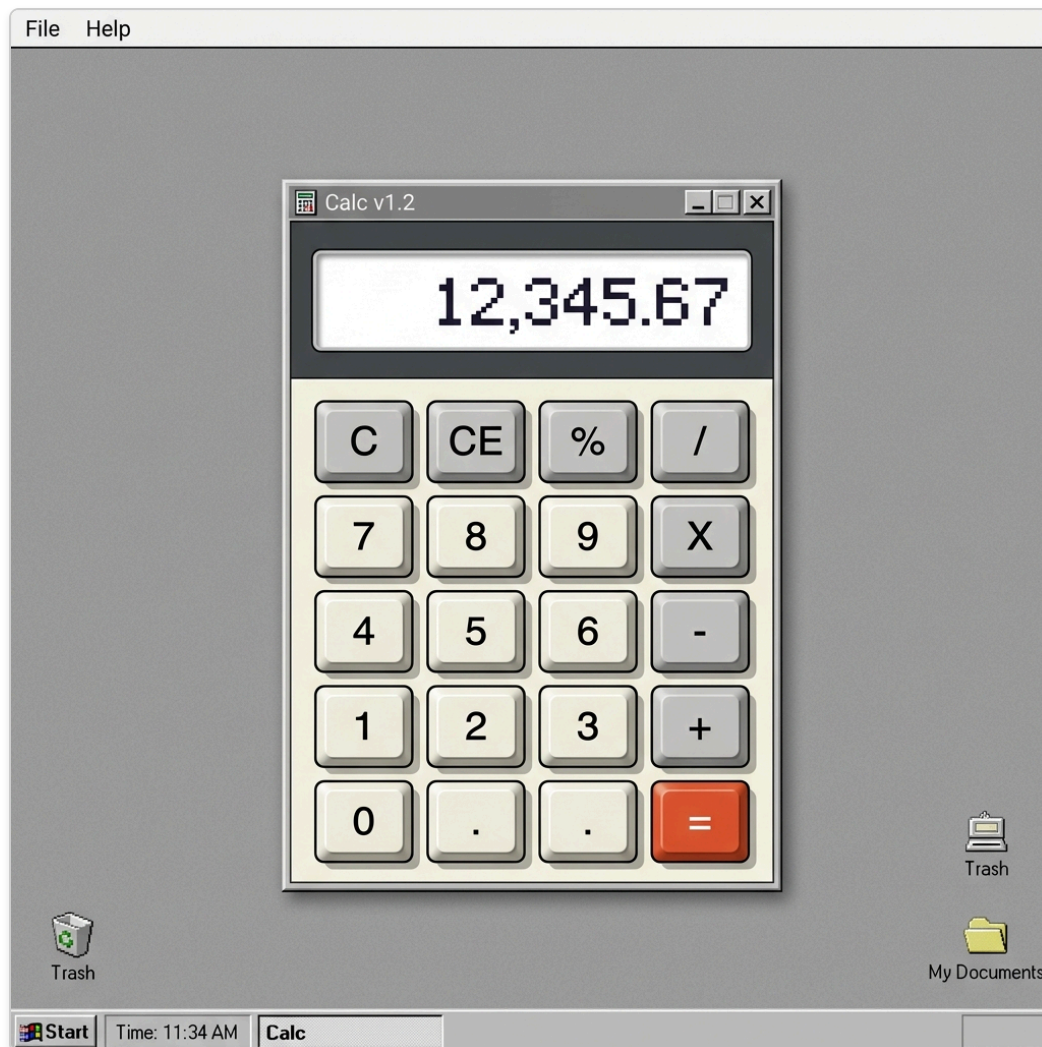 File Help
Calc v1.2
12,345.67
C CE % /
7 8 9 X
4 5 6 -
1 2 3 +
0 . . =
Trash
Trash
My Documents
Start Time: 11:34 AM Calc